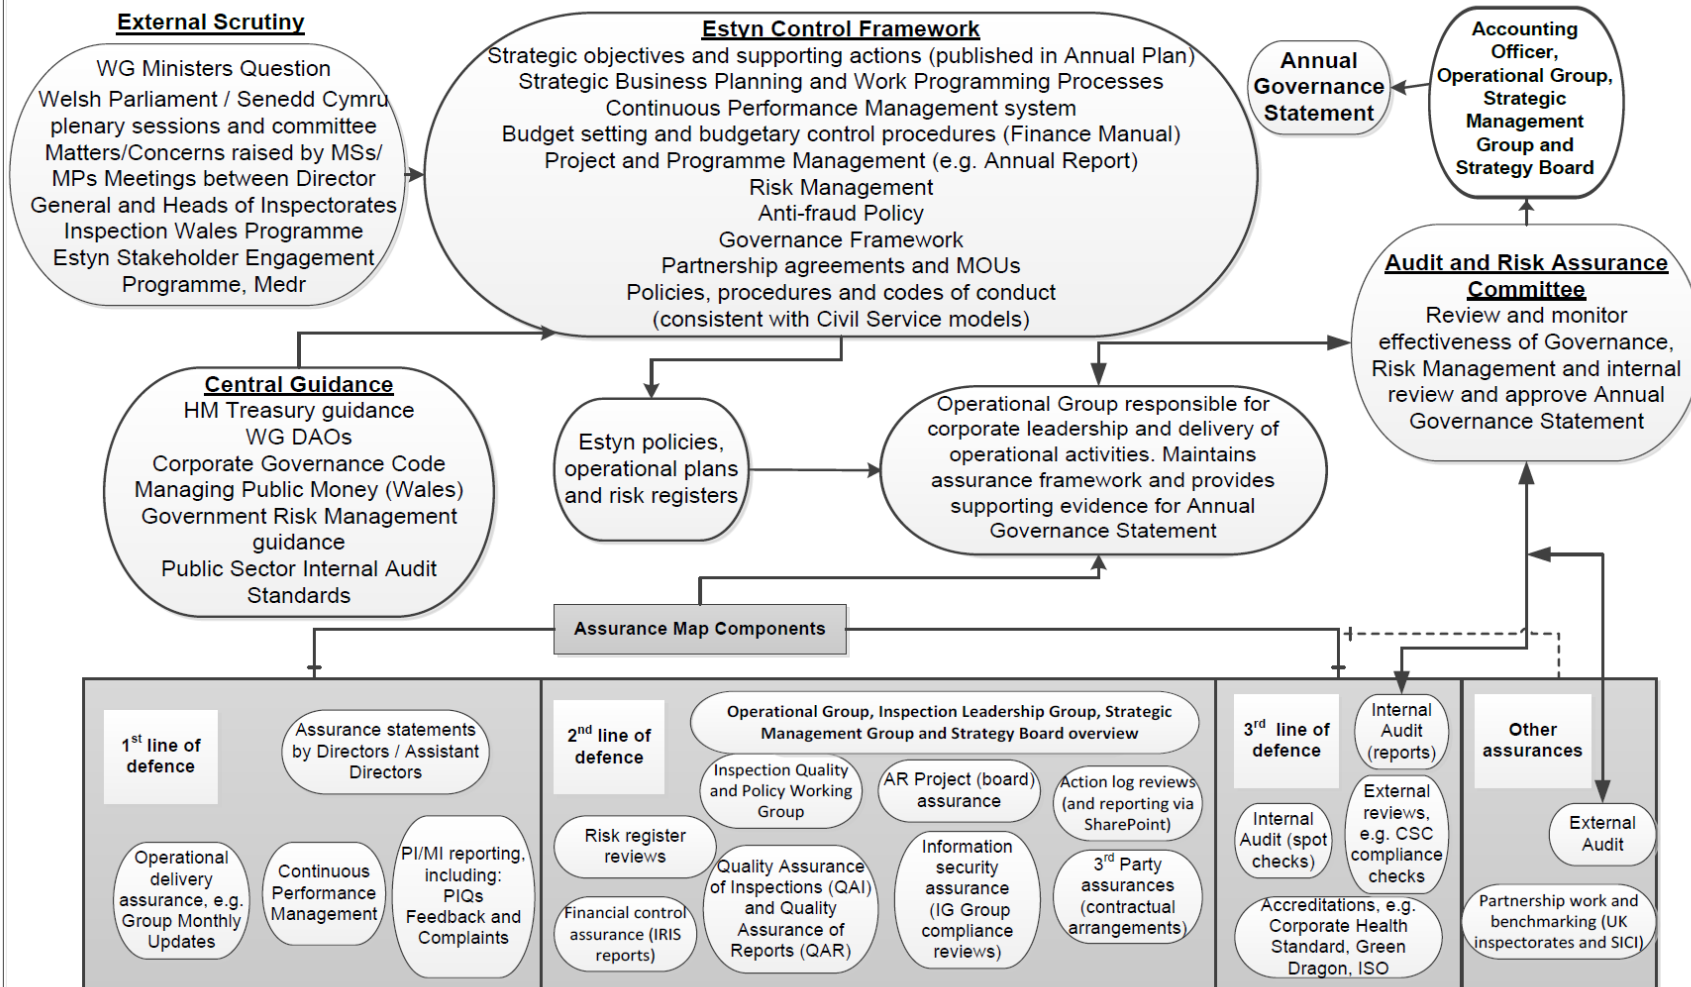 External Scrutiny
WG Ministers Question
Welsh Parliament / Senedd Cymru
plenary sessions and committee
Matters/Concerns raised by MSs/
MPs Meetings between Director
General and Heads of Inspectorates
Inspection Wales Programme
Estyn Stakeholder Engagement
Programme, Medr
Estyn Control Framework
Strategic objectives and supporting actions (published in Annual Plan)
Strategic Business Planning and Work Programming Processes
Continuous Performance Management system
Budget setting and budgetary control procedures (Finance Manual)
Project and Programme Management (e.g. Annual Report)
Risk Management
Anti-fraud Policy
Governance Framework
Partnership agreements and MOUs
Policies, procedures and codes of conduct
(consistent with Civil Service models)
Annual
Governance
Statement
Accounting
Officer,
Operational Group,
Strategic
Management
Group and
Strategy Board
Audit and Risk Assurance
Committee
Review and monitor
effectiveness of Governance,
Risk Management and internal
review and approve Annual
Governance Statement
Central Guidance
HM Treasury guidance
WG DAOs
Corporate Governance Code
Managing Public Money (Wales)
Government Risk Management
guidance
Public Sector Internal Audit
Standards
Estyn policies,
operational plans
and risk registers
Operational Group responsible for
corporate leadership and delivery of
operational activities. Maintains
assurance framework and provides
supporting evidence for Annual
Governance Statement
Assurance Map Components
1st line of
defence
Assurance statements
by Directors / Assistant
Directors
Operational
delivery
assurance, e.g.
Group Monthly
Updates
Continuous
Performance
Management
PI/MI reporting,
including:
PIQs
Feedback and
Complaints
2nd line of
defence
Operational Group, Inspection Leadership Group, Strategic
Management Group and Strategy Board overview
Inspection Quality
and Policy Working
Group
AR Project (board)
assurance
Action log reviews
(and reporting via
SharePoint)
Risk register
reviews
Quality Assurance
of Inspections (QAI)
and Quality
Assurance of
Reports (QAR)
Information
security
assurance
(IG Group
compliance
reviews)
3rd Party
assurances
(contractual
arrangements)
Financial control
assurance (IRIS
reports)
3rd line of
defence
Internal
Audit
(reports)
Internal
Audit (spot
checks)
External
reviews,
e.g. CSC
compliance
checks
Accreditations, e.g.
Corporate Health
Standard, Green
Dragon, ISO
Other
assurances
External
Audit
Partnership work and
benchmarking (UK
inspectorates and SICI)